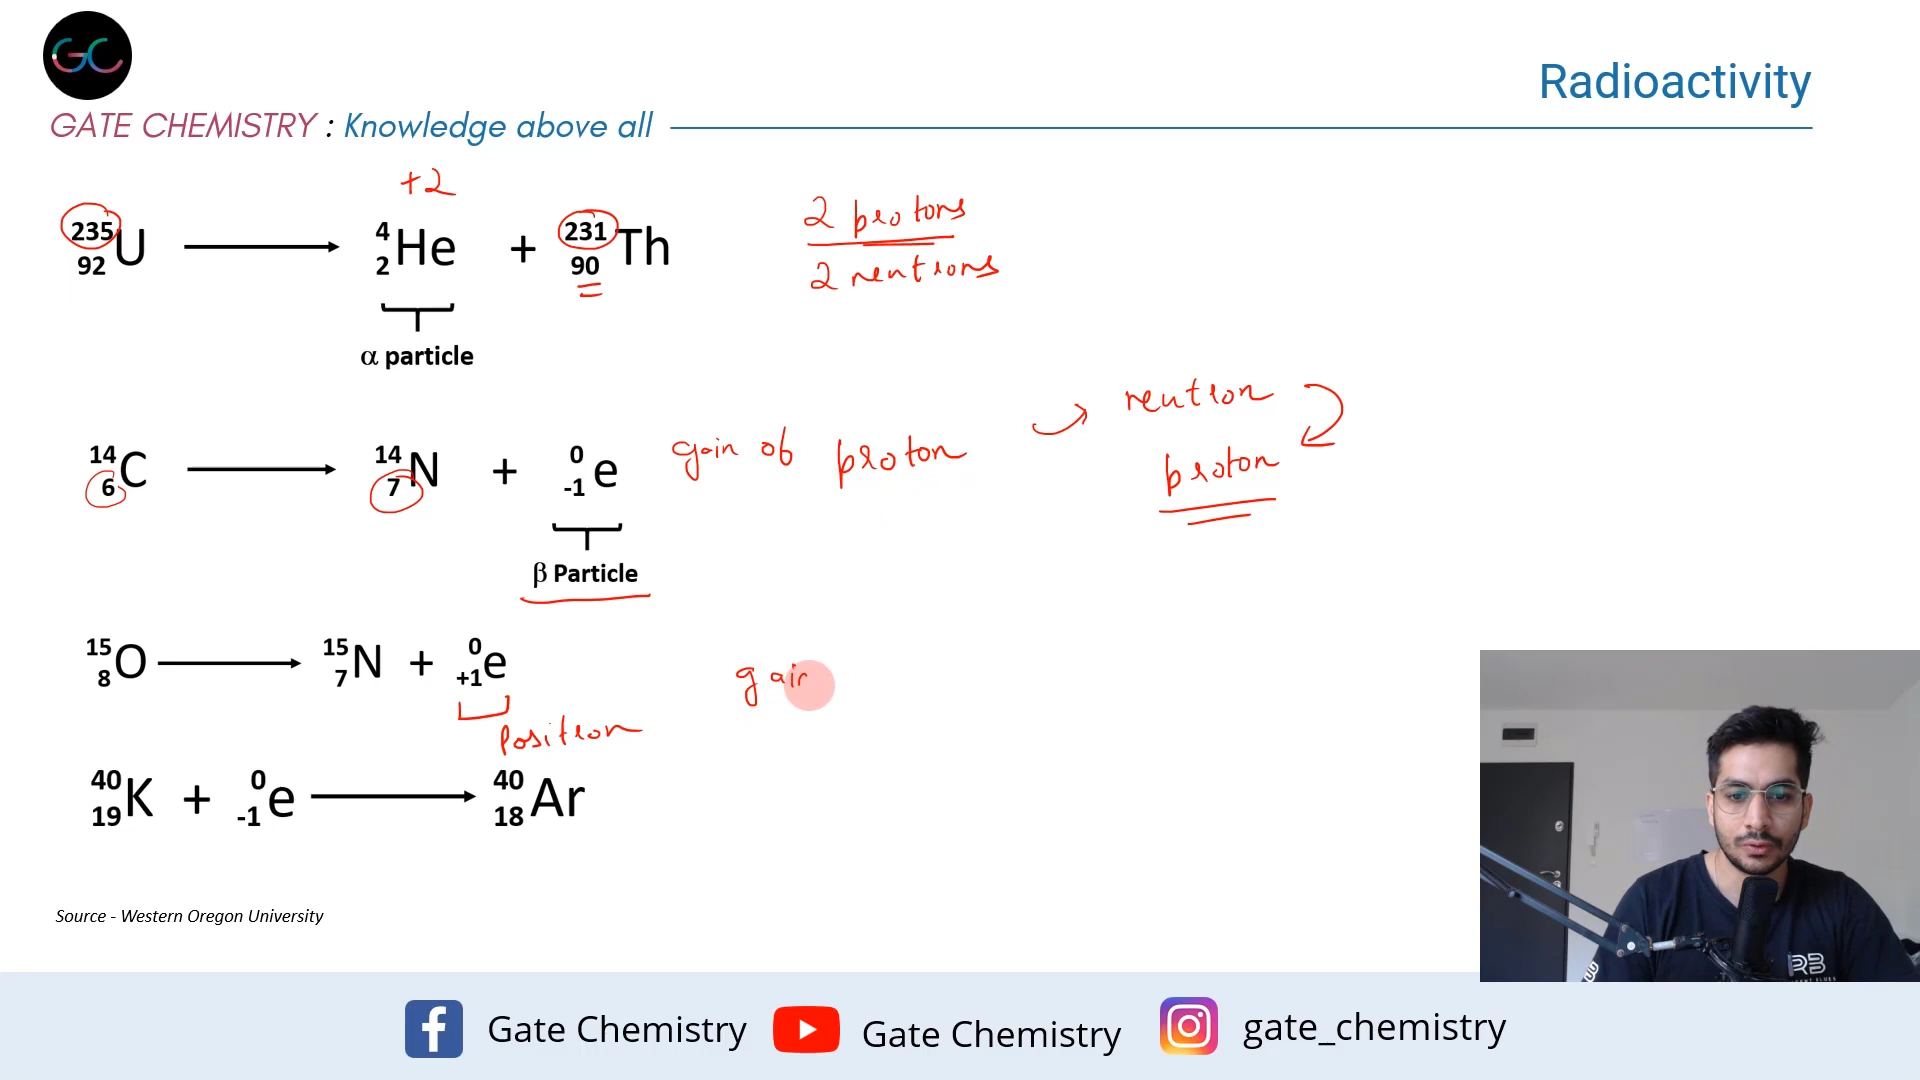 GC
Radioactivity
GATE CHEMISTRY : Knowledge above all
+2
235 92 U → 4 2 He + 231 90 Th
2 protons
2 neutrons
α particle
neutron
14 6 C → 14 7 N + 0 -1 e
gain of proton
proton
β Particle
15 8 O → 15 7 N + 0 +1 e
gain
Positron
40 19 K + 0 -1 e → 40 18 Ar
Source - Western Oregon University
RB
Gate Chemistry
Gate Chemistry
gate_chemistry